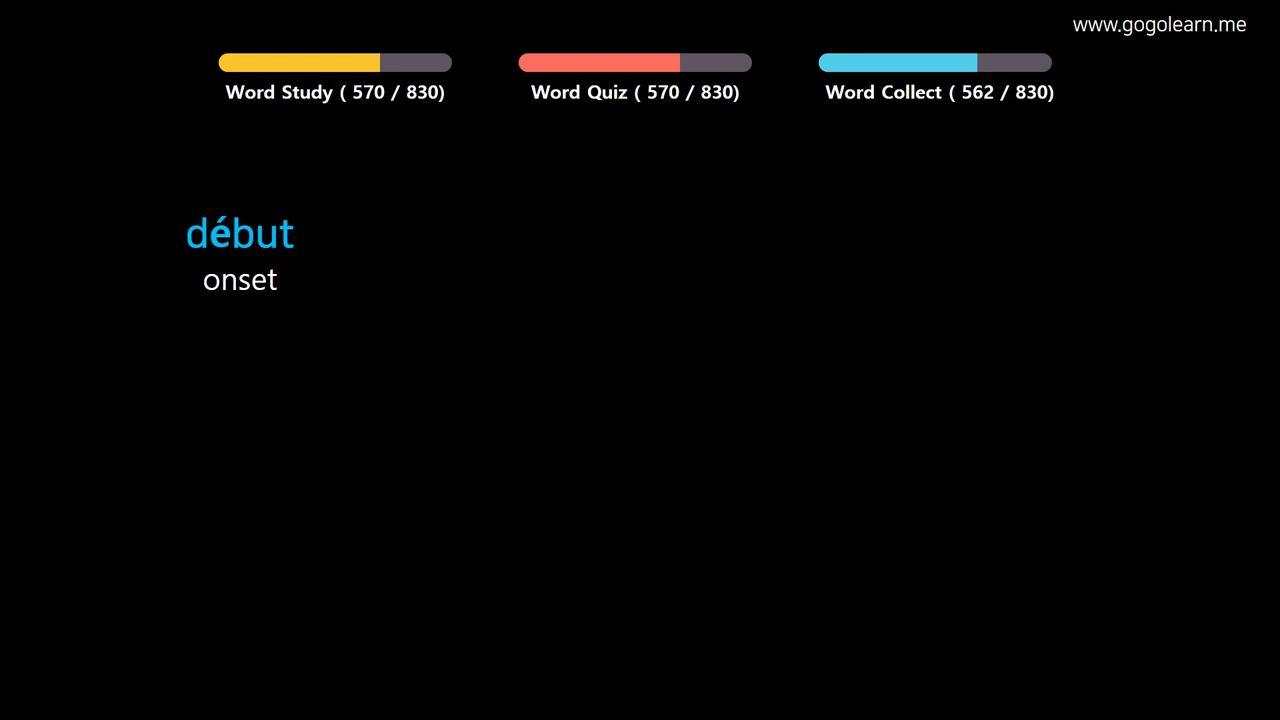 www.gogolearn.me
Word Study ( 570 / 830)
Word Quiz ( 570 / 830)
Word Collect ( 562 / 830)
début
onset